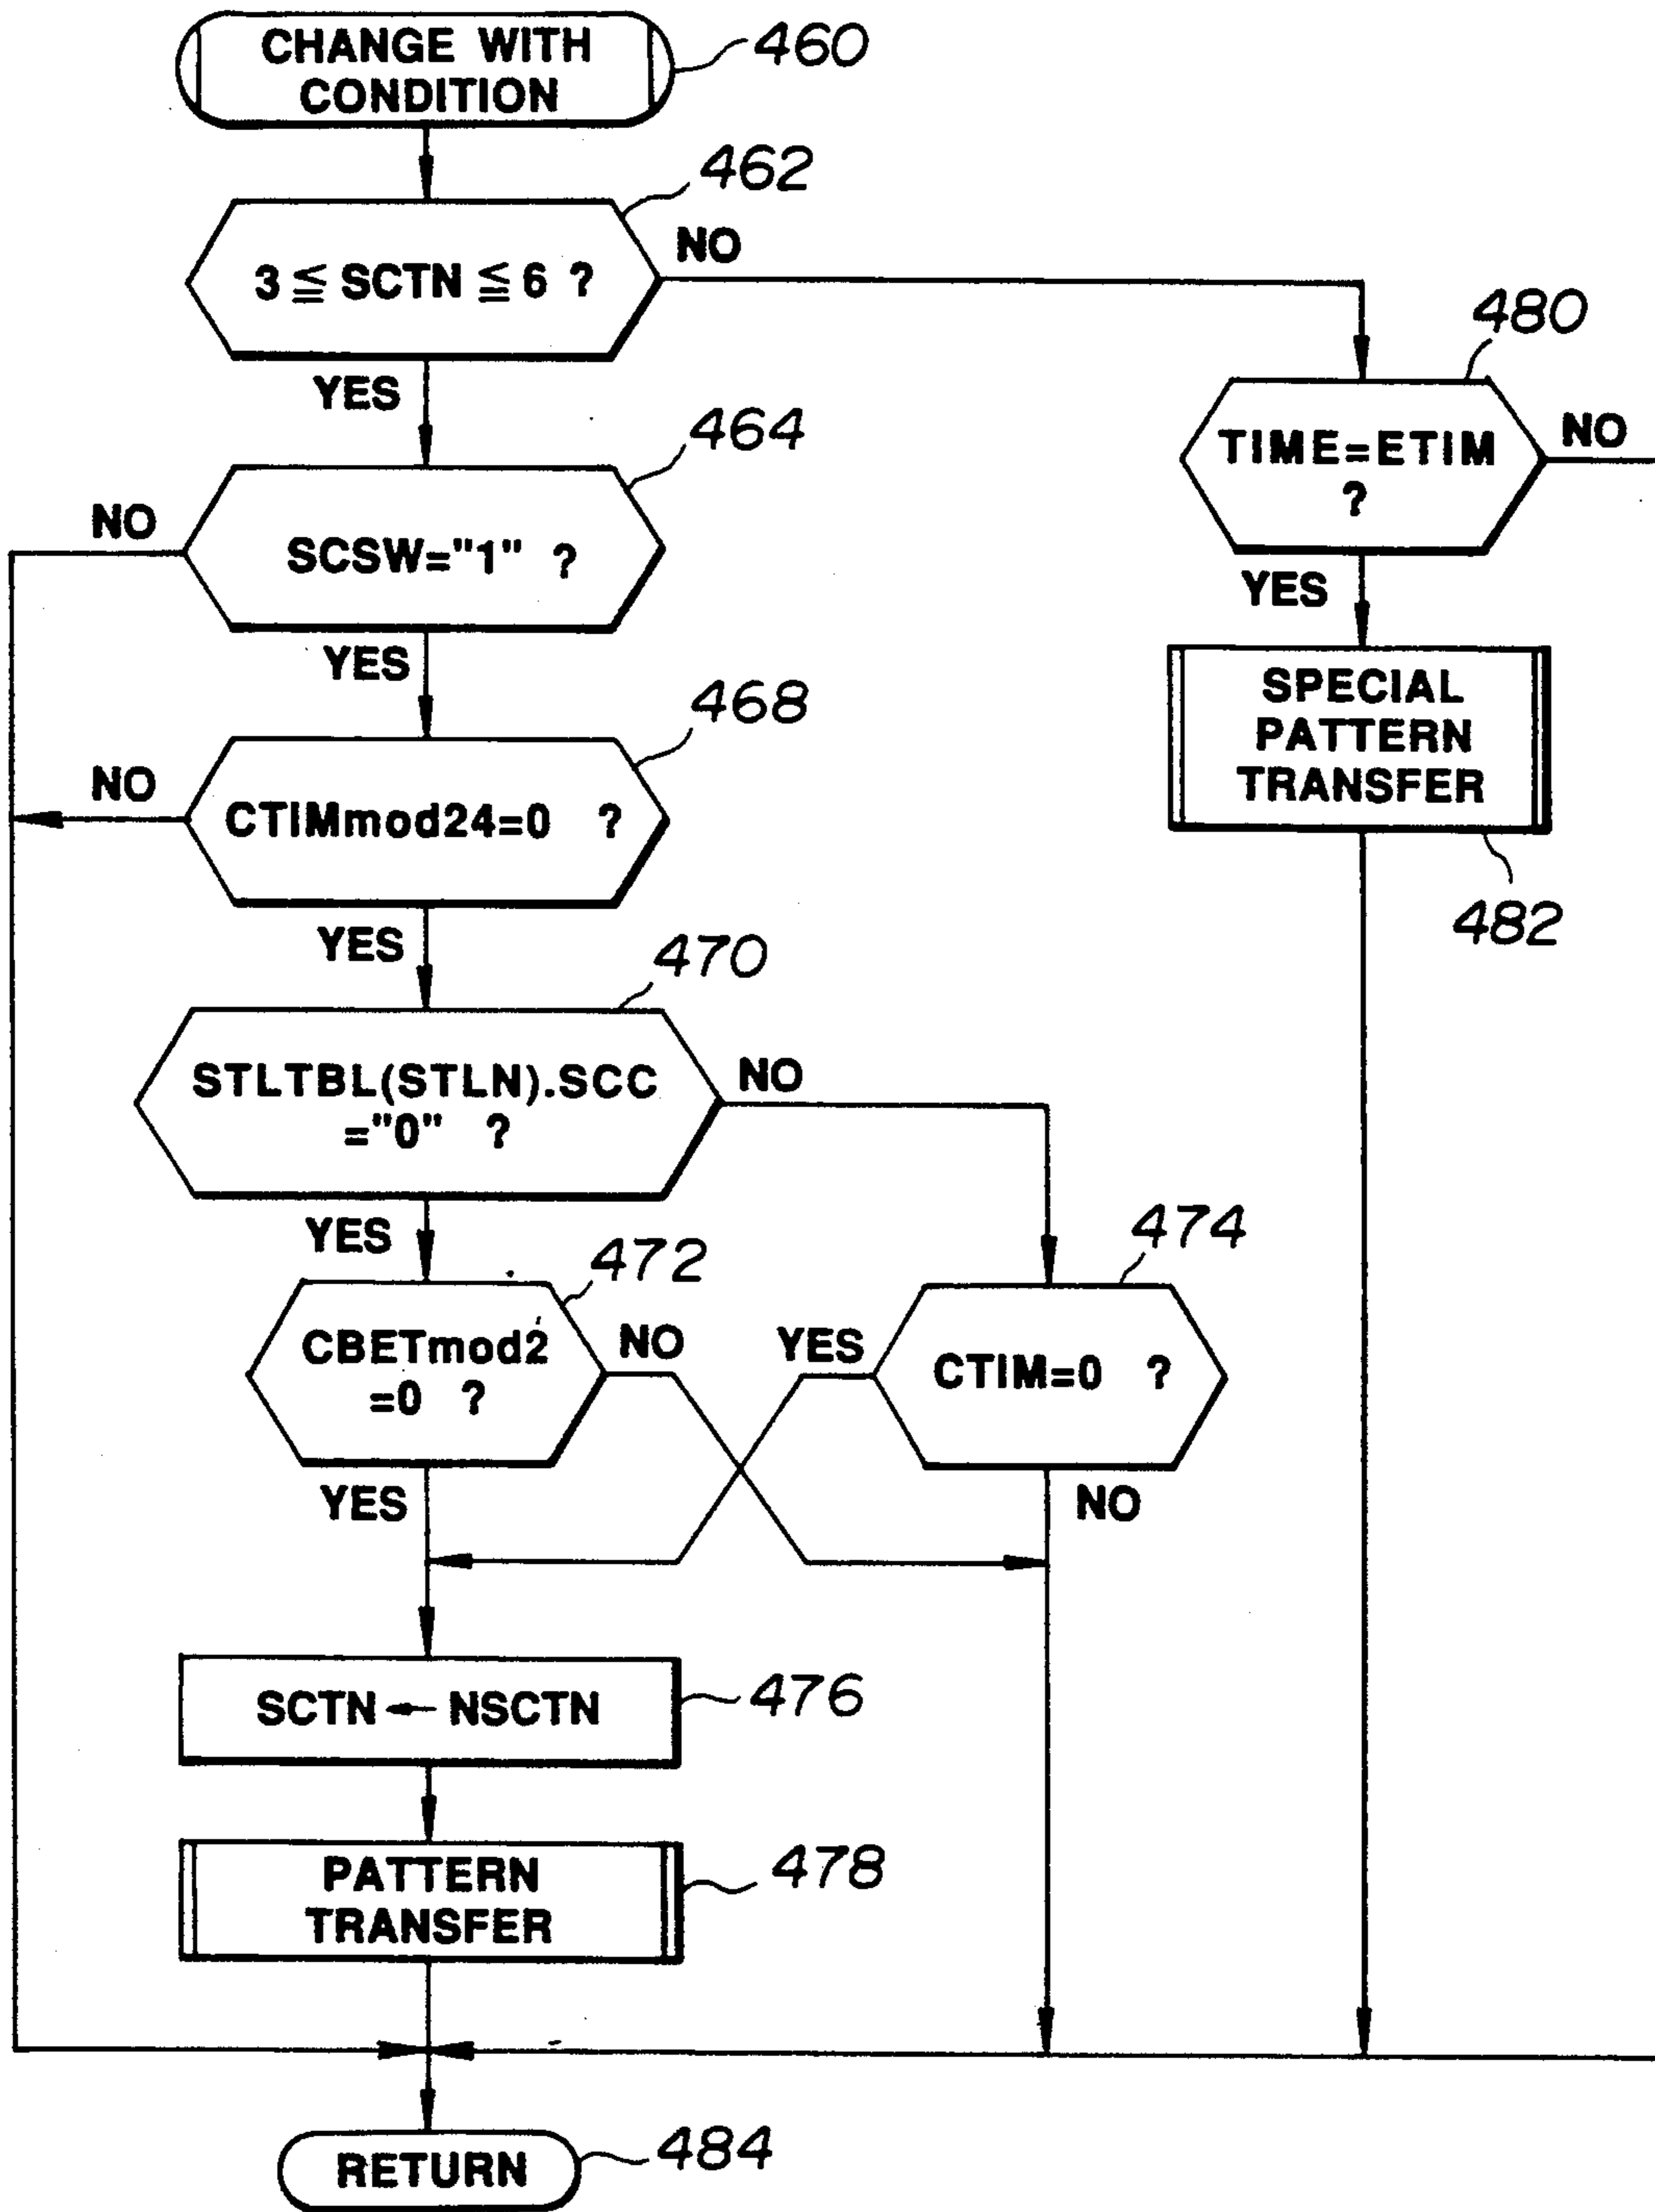 CHANGE WITH
CONDITION
460
462
3 ≦ SCTN ≦ 6 ?
NO
YES
480
TIME=ETIM
?
NO
YES
464
SCSW="1" ?
NO
YES
SPECIAL
PATTERN
TRANSFER
482
468
CTIMmod24=0 ?
NO
YES
470
STLTBL(STLN).SCC
="0" ?
NO
YES
472
CBETmod2
=0 ?
NO
YES
474
CTIM=0 ?
YES
NO
SCTN ← NSCTN
476
PATTERN
TRANSFER
478
RETURN
484